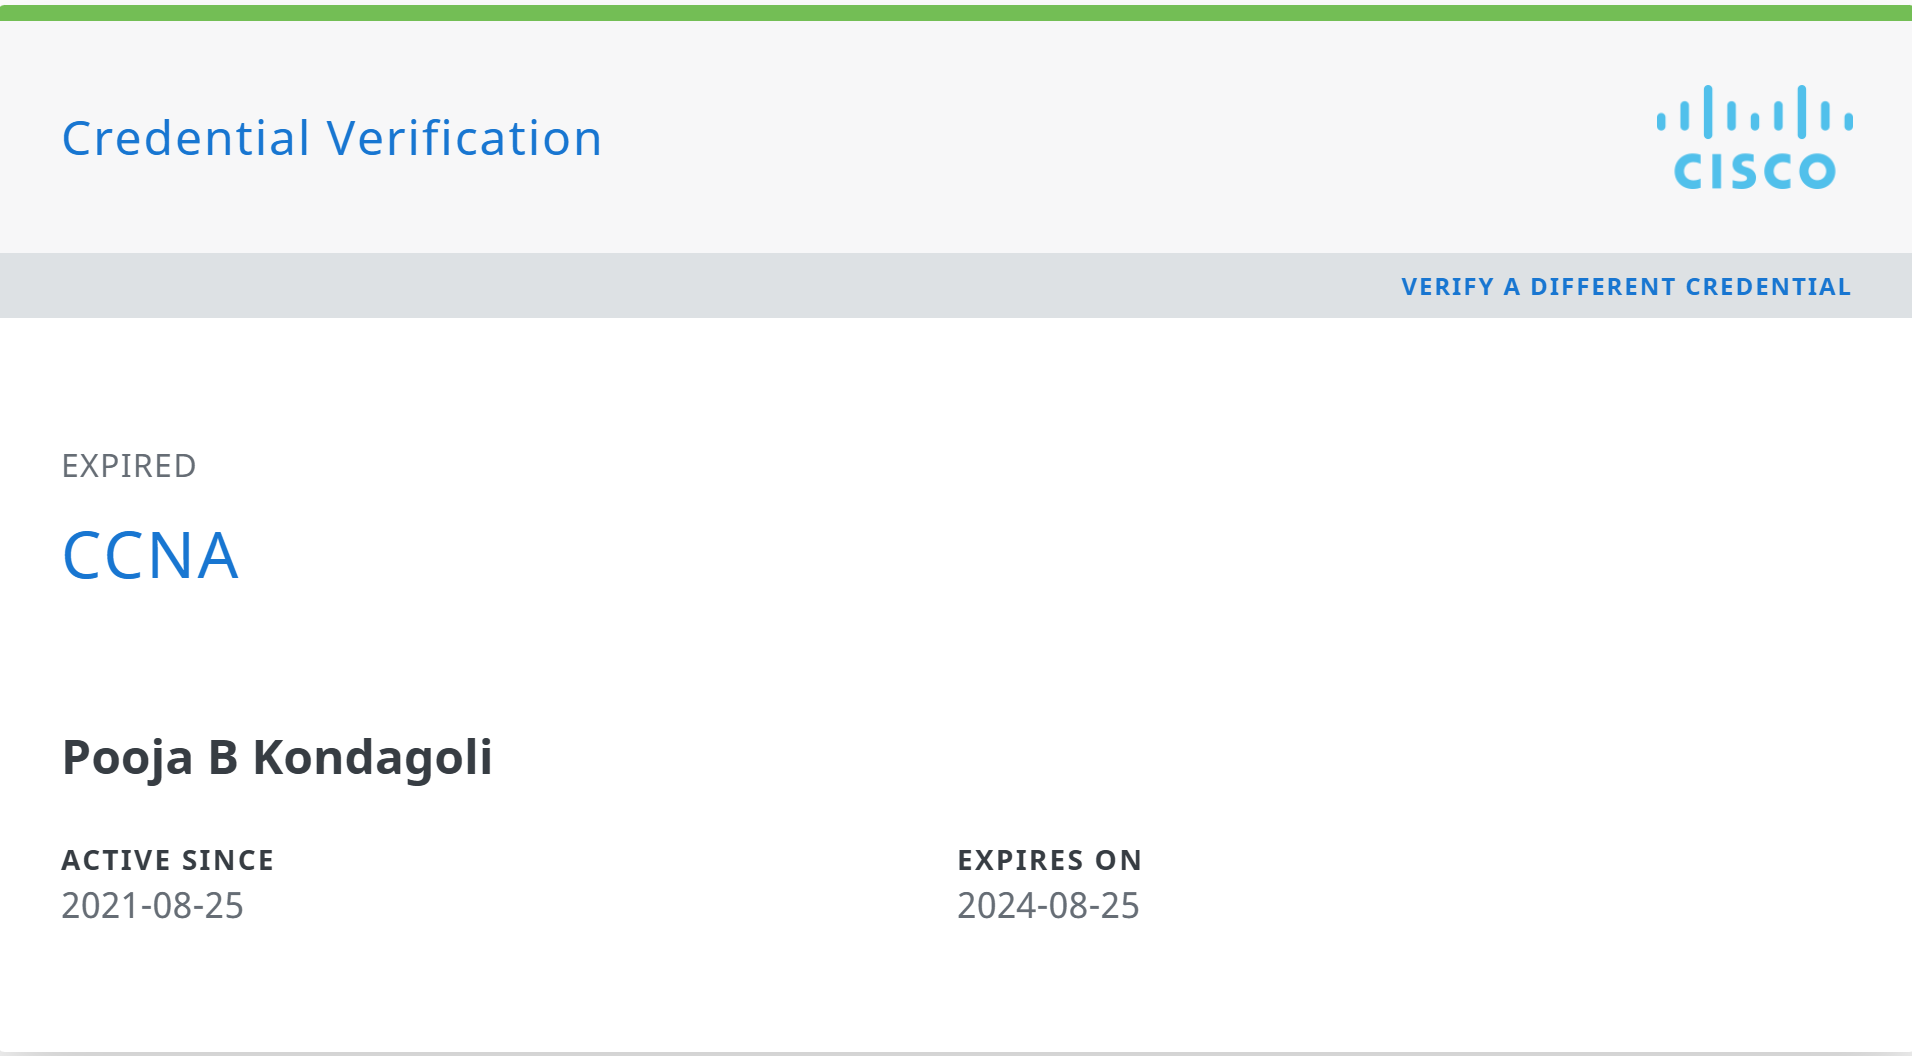 Credential Verification
CISCO
VERIFY A DIFFERENT CREDENTIAL
EXPIRED
CCNA
Pooja B Kondagoli
ACTIVE SINCE
2021-08-25
EXPIRES ON
2024-08-25